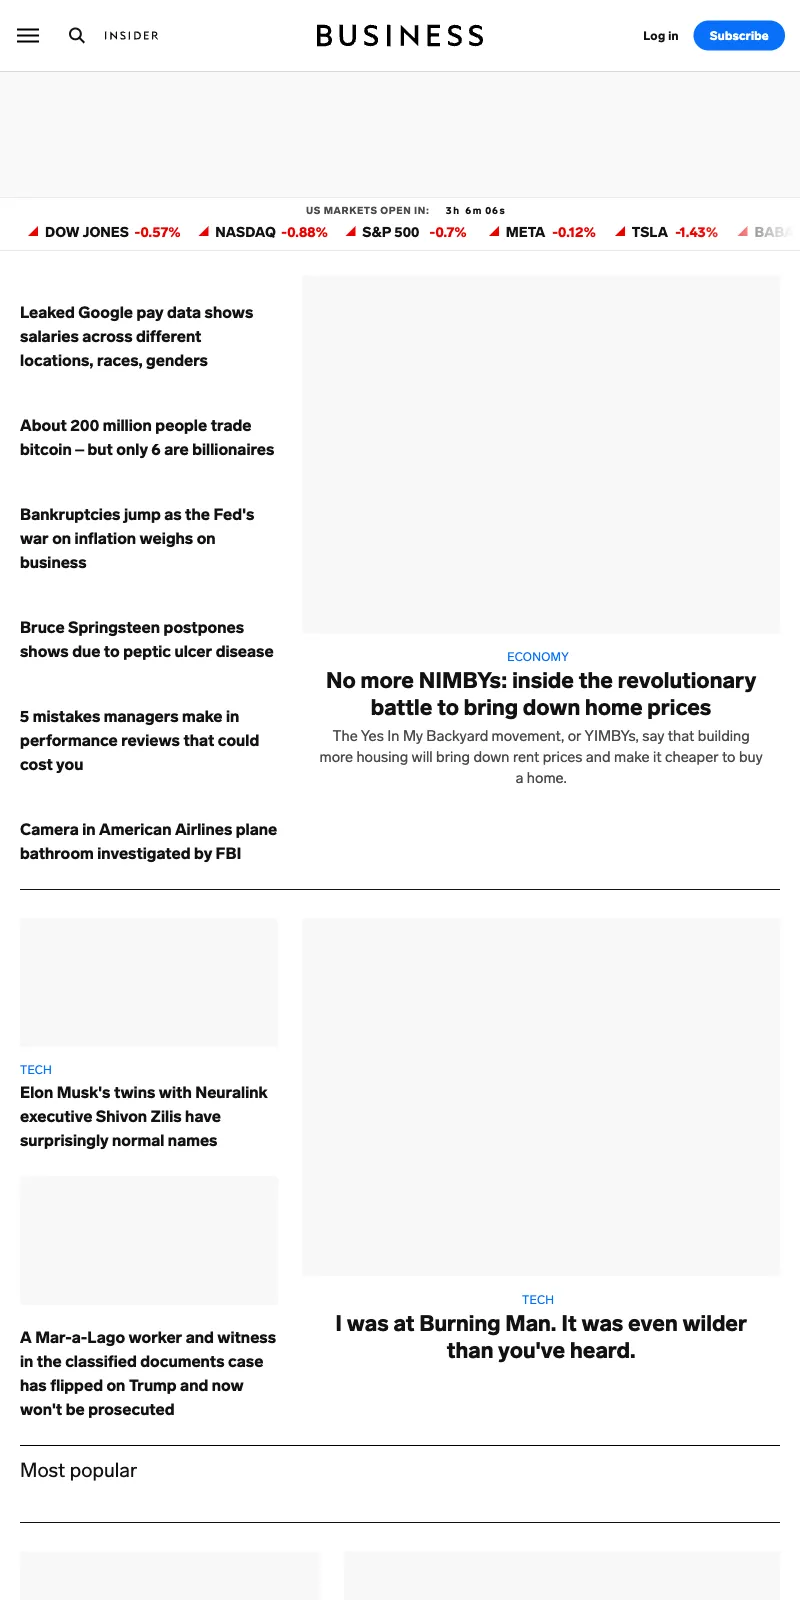 INSIDER
BUSINESS
Log in
Subscribe
US MARKETS OPEN IN: 3h 6m 06s
DOW JONES -0.57% NASDAQ -0.88% S&P 500 -0.7% META -0.12% TSLA -1.43% BABA
Leaked Google pay data shows
salaries across different
locations, races, genders
About 200 million people trade
bitcoin – but only 6 are billionaires
Bankruptcies jump as the Fed's
war on inflation weighs on
business
Bruce Springsteen postpones
shows due to peptic ulcer disease
5 mistakes managers make in
performance reviews that could
cost you
Camera in American Airlines plane
bathroom investigated by FBI
ECONOMY
No more NIMBYs: inside the revolutionary
battle to bring down home prices
The Yes In My Backyard movement, or YIMBYs, say that building
more housing will bring down rent prices and make it cheaper to buy
a home.
TECH
Elon Musk's twins with Neuralink
executive Shivon Zilis have
surprisingly normal names
A Mar-a-Lago worker and witness
in the classified documents case
has flipped on Trump and now
won't be prosecuted
TECH
I was at Burning Man. It was even wilder
than you've heard.
Most popular